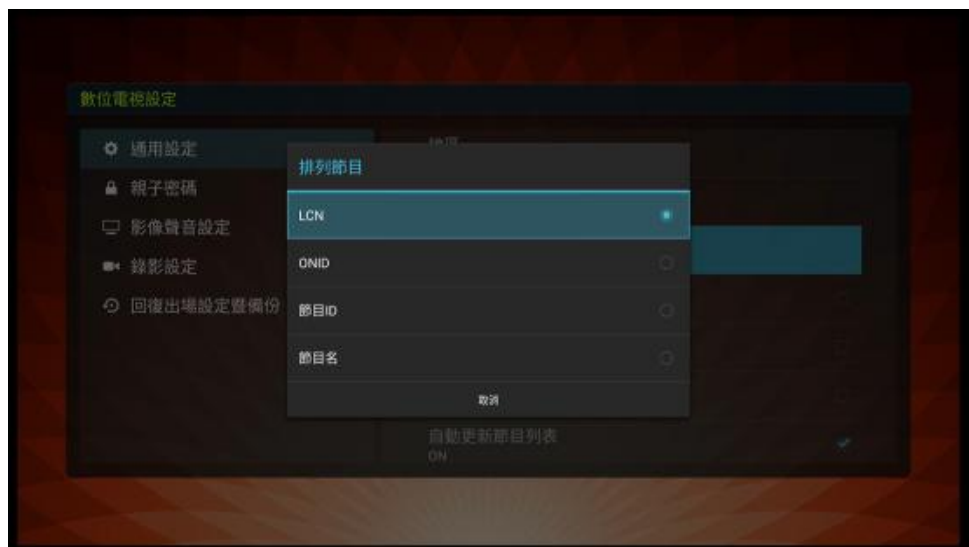 數位電視設定
通用設定
親子密碼
影像聲音設定
錄影設定
回復出場設定暨備份
排列節目
LCN
ONID
節目ID
節目名
取消
自動更新節目列表
ON